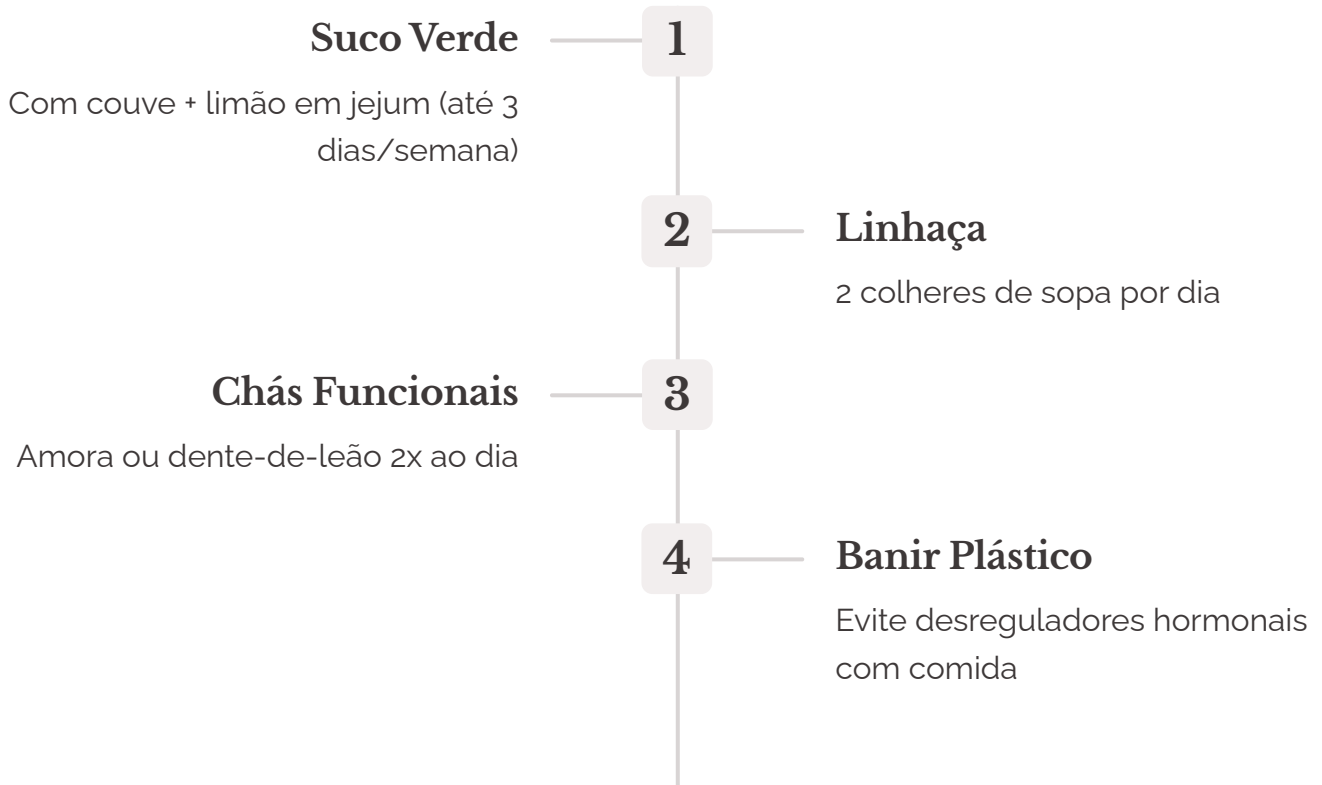 Suco Verde
1
Com couve + limão em jejum (até 3
dias/semana)
2
Linhaça
2 colheres de sopa por dia
Chás Funcionais
3
Amora ou dente-de-leão 2x ao dia
4
Banir Plástico
Evite desreguladores hormonais
com comida